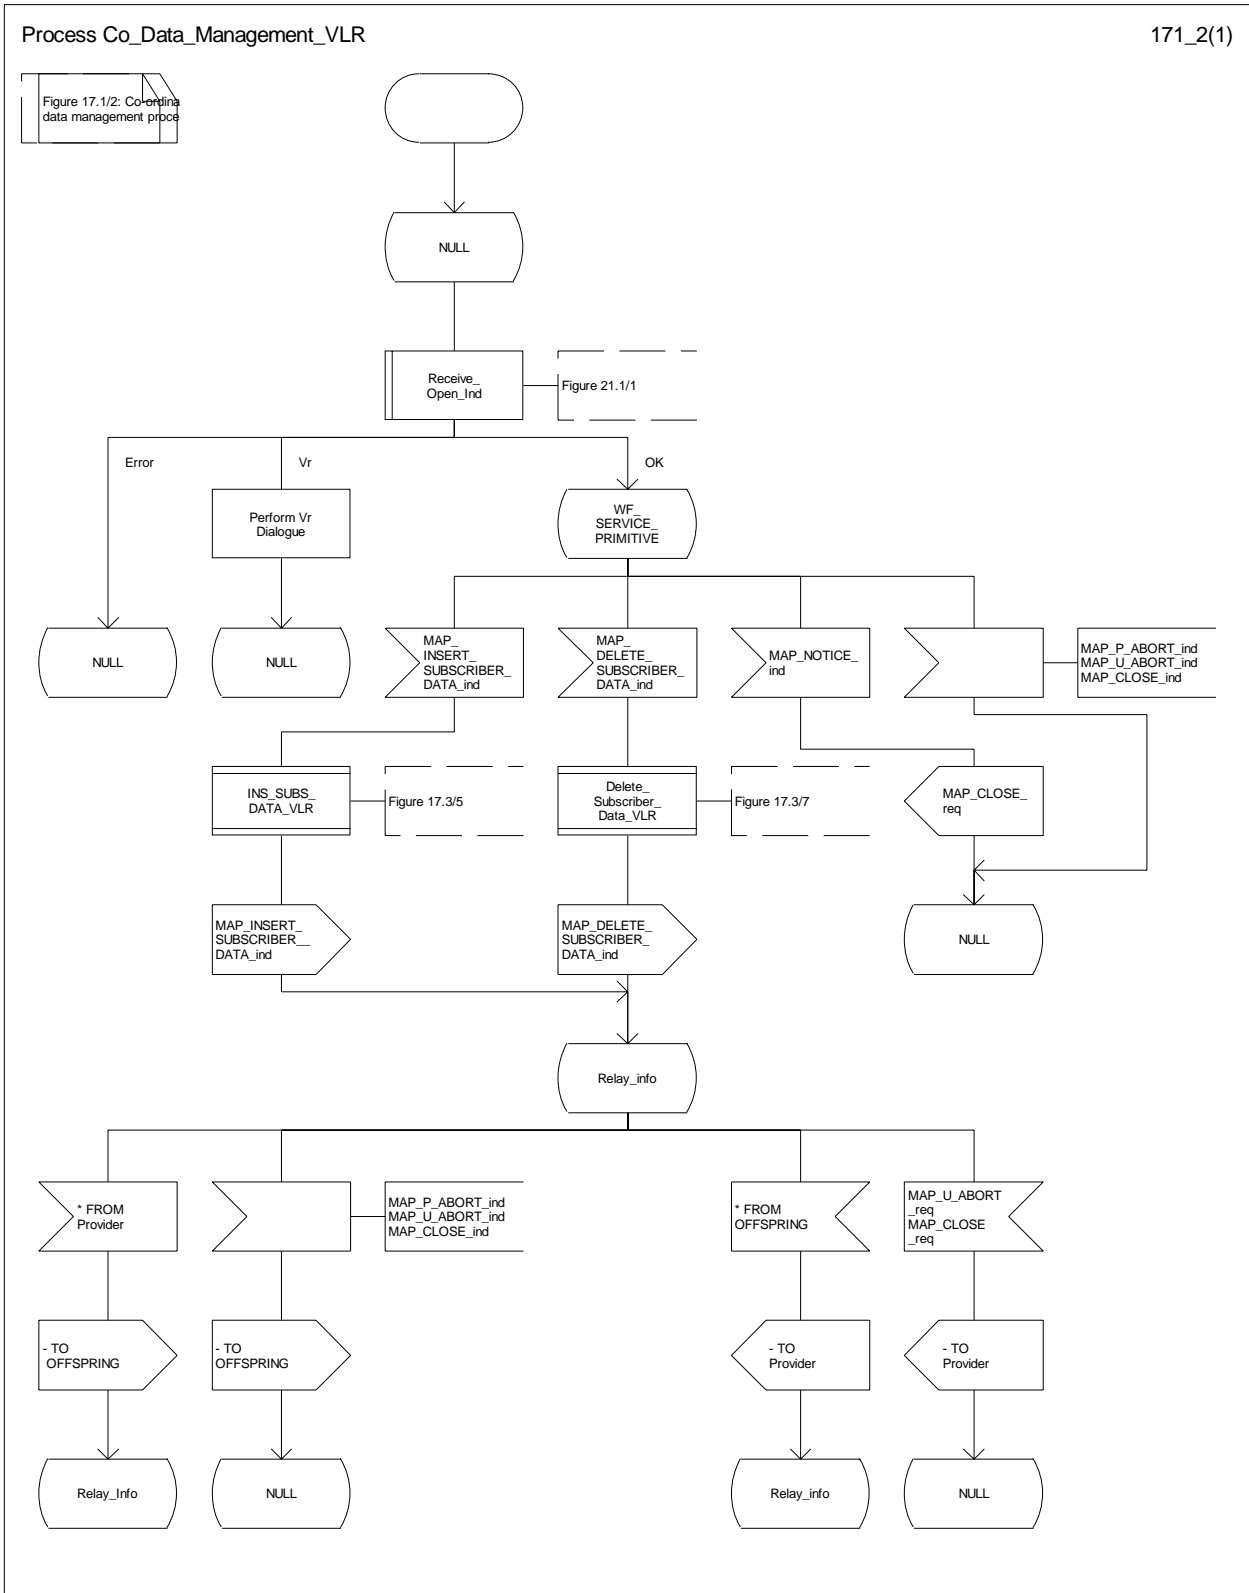 Process Co_Data_Management_VLR
171_2(1)
Figure 17.1/2: Co-ordina
data management proce
NULL
Receive_
Open_Ind
Figure 21.1/1
Error
Vr
OK
Perform Vr
Dialogue
WF_
SERVICE_
PRIMITIVE
NULL
NULL
MAP_
INSERT_
SUBSCRIBER_
DATA_ind
MAP_
DELETE_
SUBSCRIBER_
DATA_ind
MAP_NOTICE_
ind
MAP_P_ABORT_ind
MAP_U_ABORT_ind
MAP_CLOSE_ind
INS_SUBS_
DATA_VLR
Figure 17.3/5
Delete_
Subscriber_
Data_VLR
Figure 17.3/7
MAP_CLOSE_
req
MAP_INSERT_
SUBSCRIBER__
DATA_ind
MAP_DELETE_
SUBSCRIBER_
DATA_ind
NULL
Relay_info
* FROM
Provider
MAP_P_ABORT_ind
MAP_U_ABORT_ind
MAP_CLOSE_ind
* FROM
OFFSPRING
MAP_U_ABORT
_req
MAP_CLOSE
_req
- TO
OFFSPRING
- TO
OFFSPRING
- TO
Provider
- TO
Provider
Relay_Info
NULL
Relay_info
NULL